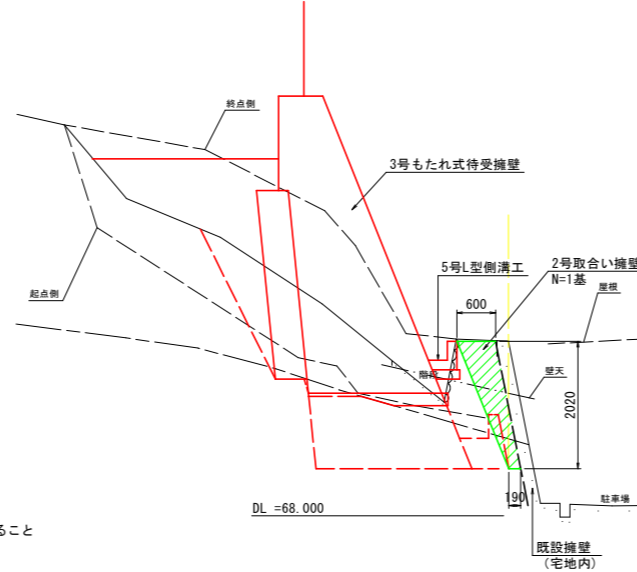 終点側
3号もたれ式待受擁壁
5号L型側溝工
2号取合い擁壁
N=1基
屋根
起点側
600
階段
壁天
2020
190
DL =68.000
駐車場
ること
既設擁壁
(宅地内)